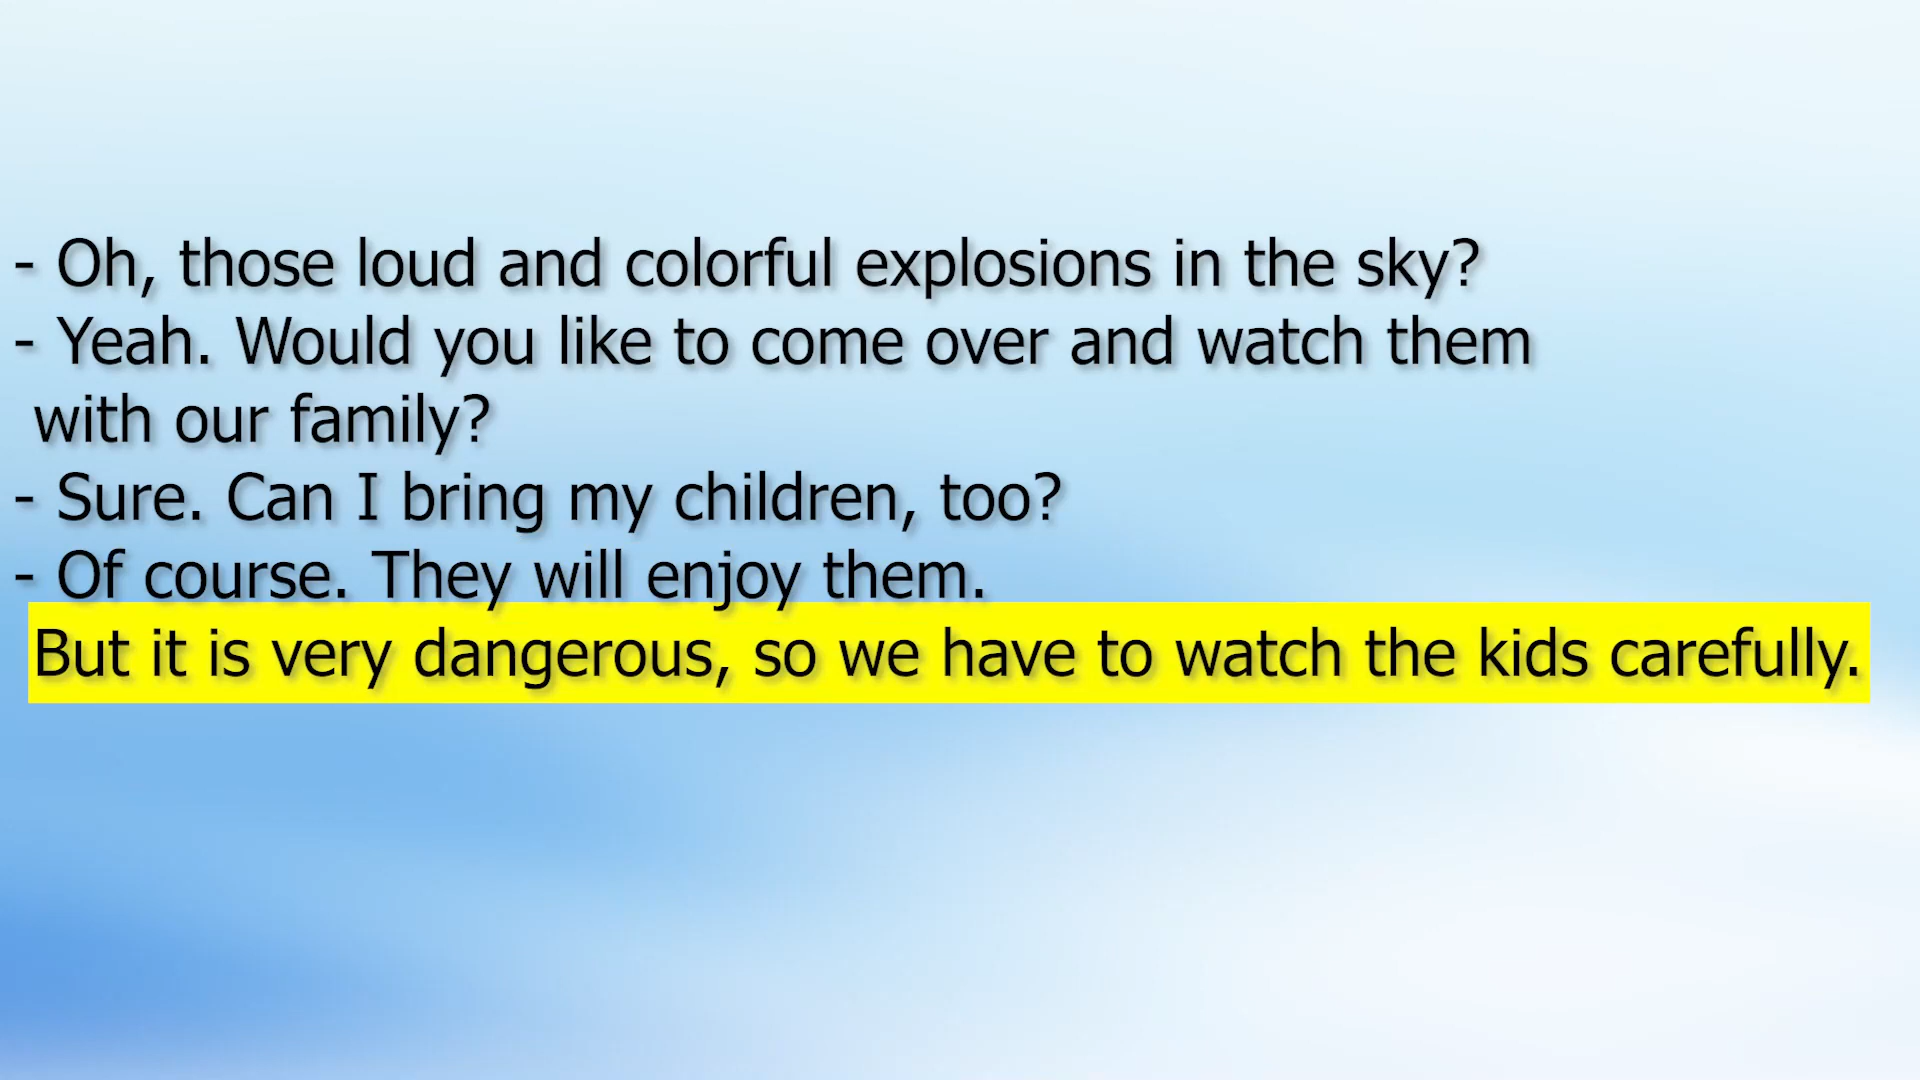 - Oh, those loud and colorful explosions in the sky?
- Yeah. Would you like to come over and watch them
with our family?
- Sure. Can I bring my children, too?
- Of course. They will enjoy them.
But it is very dangerous, so we have to watch the kids carefully.